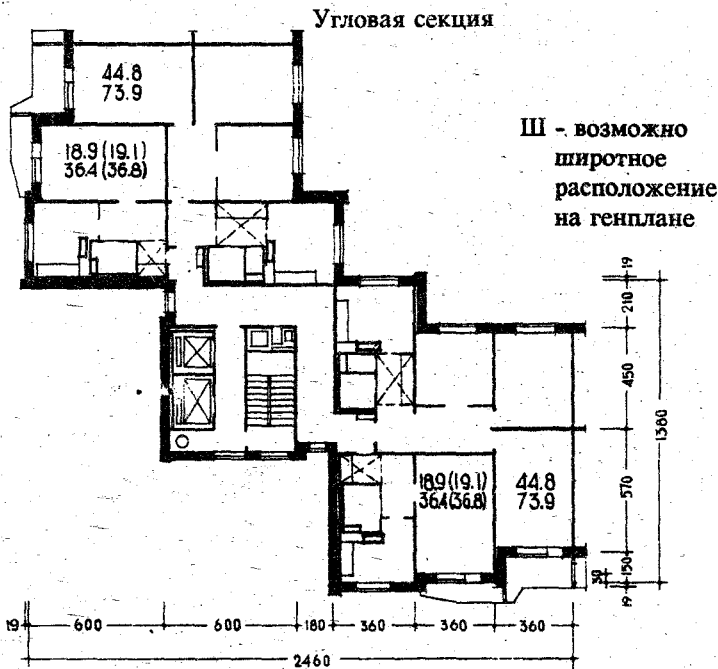 Угловая секция
44.8
73.9
Ш - возможно
широтное
расположение
на генплане
18.9 (19.1)
36.4 (36.8)
19
210
450
1380
570
150
30
19
18.9 (19.1)
36.4 (36.8)
44.8
73.9
19 600 600 180 360 360 360
2460